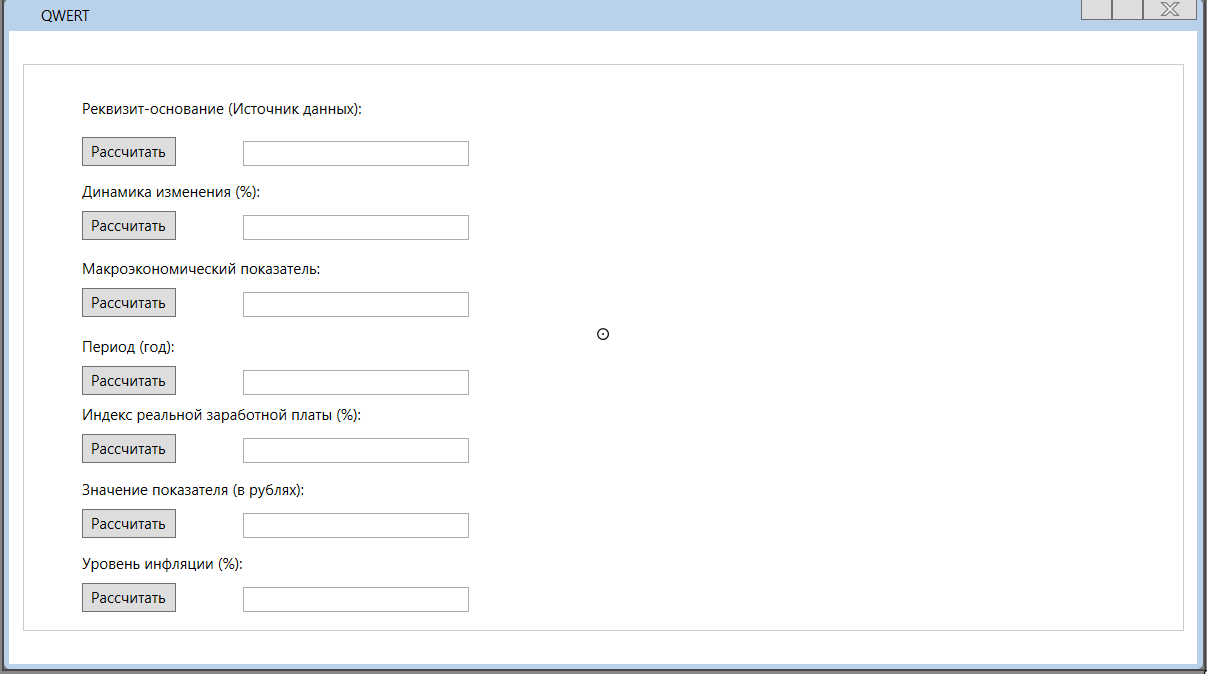 QWERT
Реквизит-основание (Источник данных):
Рассчитать
Динамика изменения (%):
Рассчитать
Макроэкономический показатель:
Рассчитать
Период (год):
Рассчитать
Индекс реальной заработной платы (%):
Рассчитать
Значение показателя (в рублях):
Рассчитать
Уровень инфляции (%):
Рассчитать